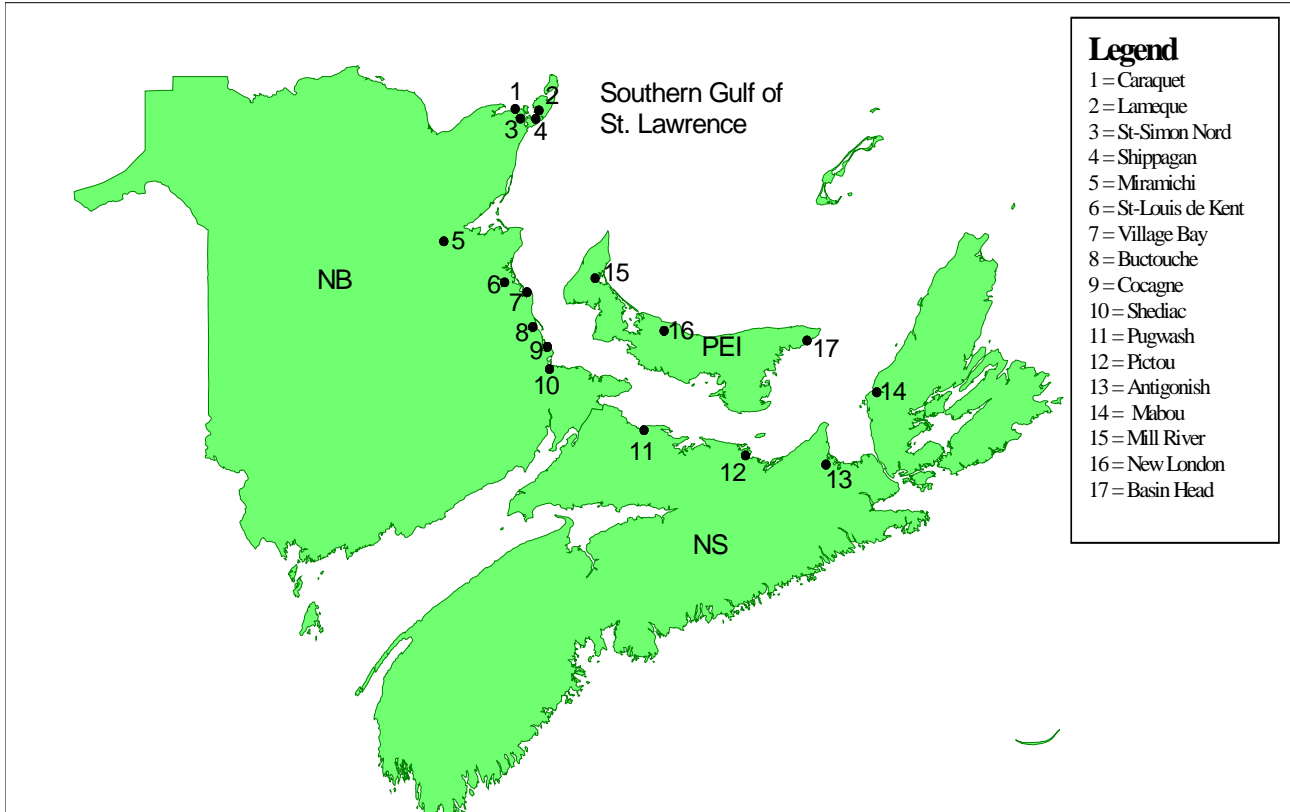 Southern Gulf of
St. Lawrence
1
2
3
4
5
NB
6
7
8
9
10
15
16
PEI
17
14
11
12
13
NS
Legend
1 = Caraquet
2 = Lameque
3 = St-Simon Nord
4 = Shippagan
5 = Miramichi
6 = St-Louis de Kent
7 = Village Bay
8 = Buctouche
9 = Cocagne
10 = Shediac
11 = Pugwash
12 = Pictou
13 = Antigonish
14 = Mabou
15 = Mill River
16 = New London
17 = Basin Head